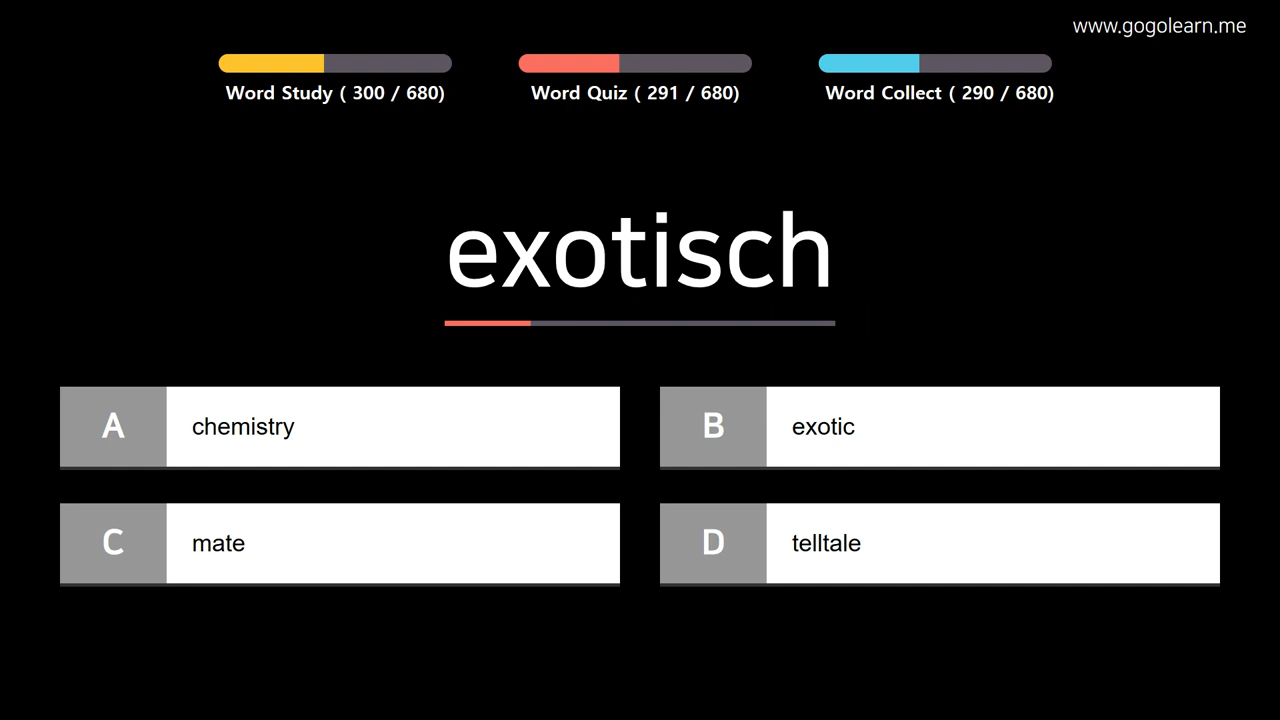 www.gogolearn.me
Word Study ( 300 / 680)
Word Quiz ( 291 / 680)
Word Collect ( 290 / 680)
exotisch
A chemistry
B exotic
C mate
D telltale